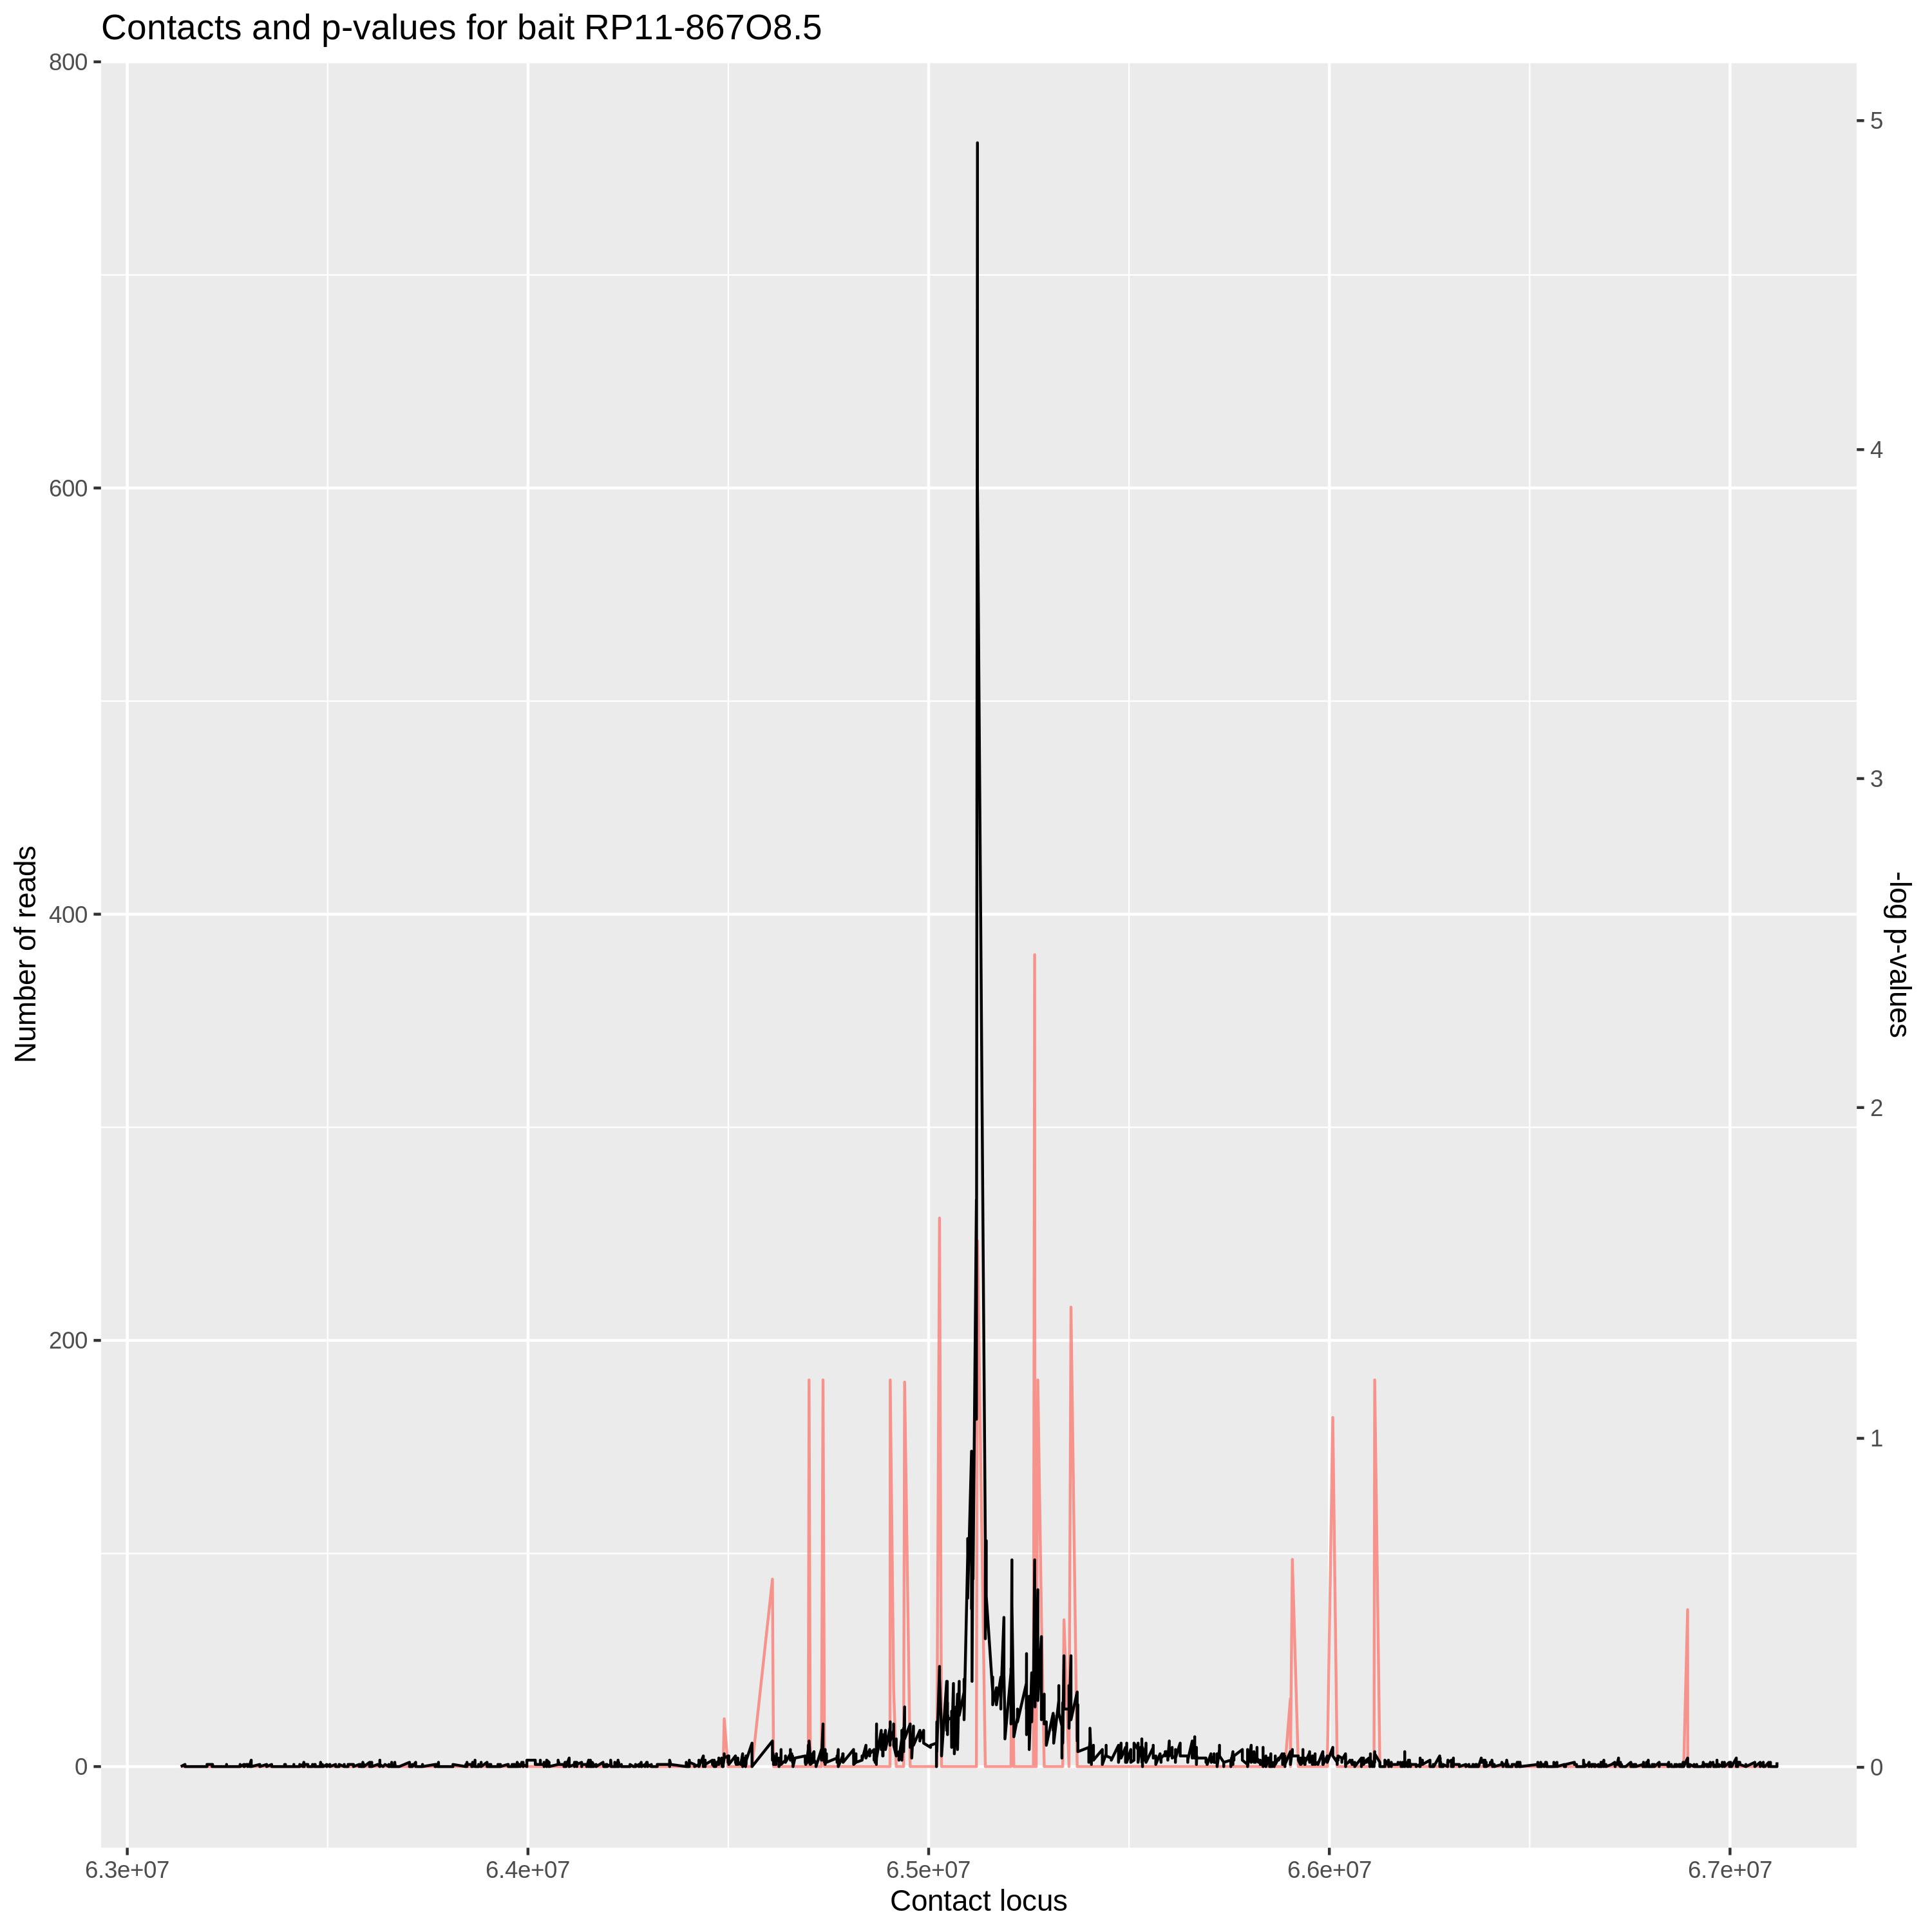 Contacts and p-values for bait RP11-867O8.5
800
600
400
200
0
Number of reads
5
4
3
2
1
0
-log p-values
6.3e+07 6.4e+07 6.5e+07 6.6e+07 6.7e+07
Contact locus